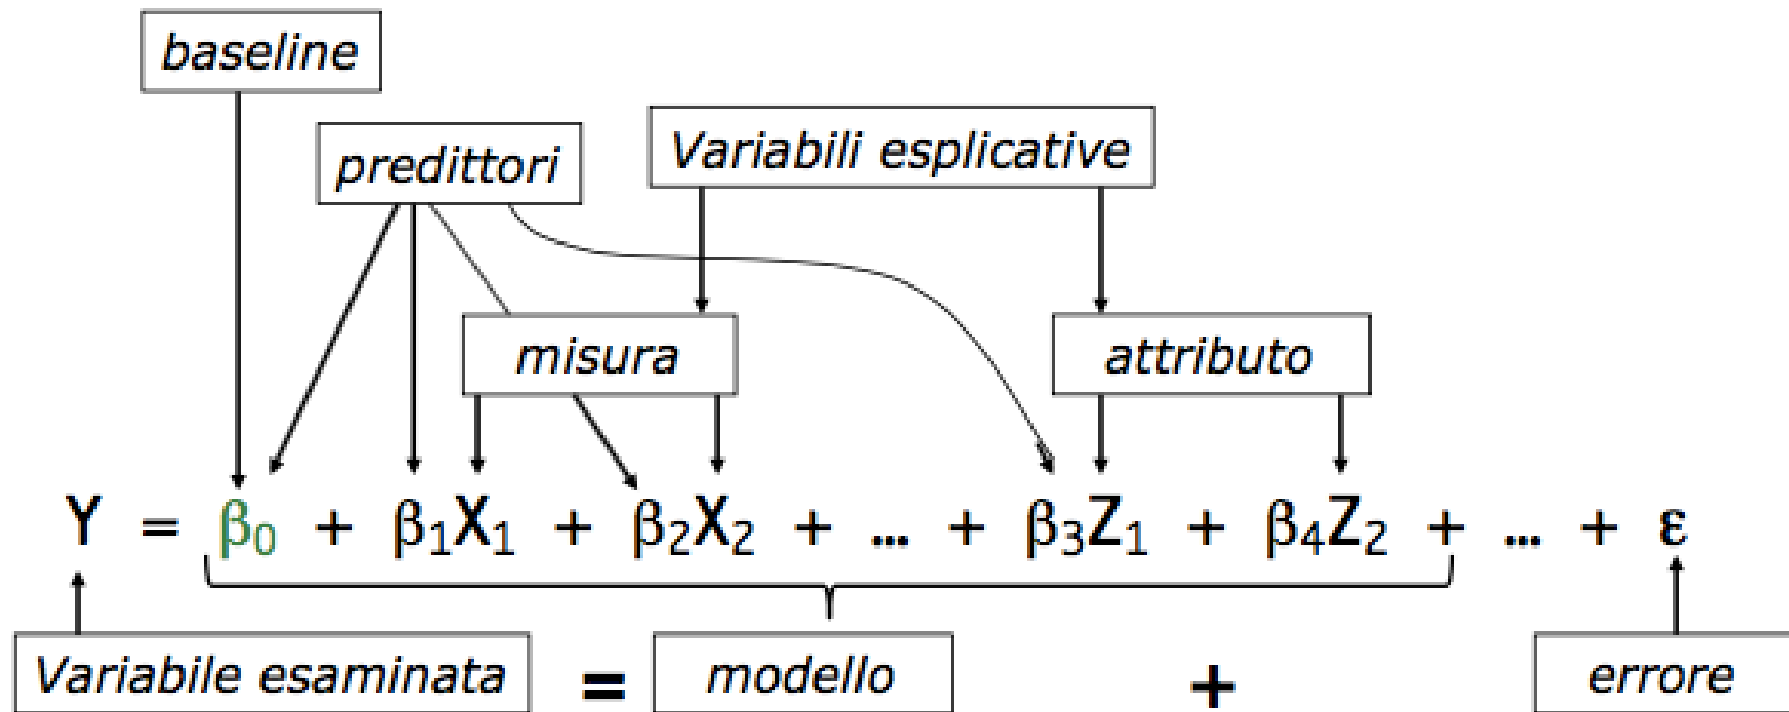 baseline
predittori
Variabili esplicative
misura
attributo
Y = β₀ + β₁X₁ + β₂X₂ + ... + β₃Z₁ + β₄Z₂ + ... + ε
Variabile esaminata = modello + errore